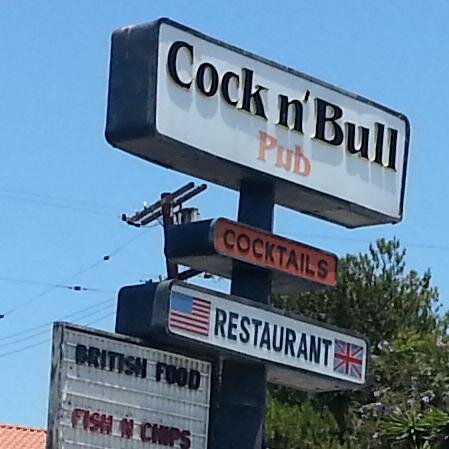 Cock n' Bull
Pub
COCKTAILS
RESTAURANT
BRITISH FOOD
FISH N CHIPS